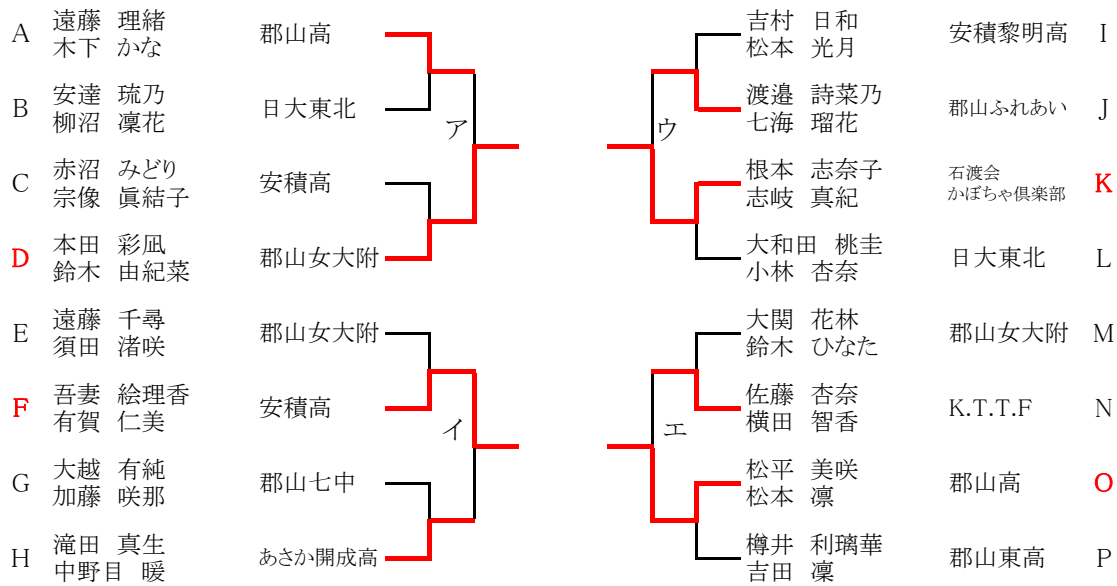 A 遠藤 理緒 郡山高
木下 かな
B 安達 琉乃 日大東北
柳沼 凜花
ア
C 赤沼 みどり 安積高
宗像 眞結子
D 本田 彩凪 郡山女大附
鈴木 由紀菜
E 遠藤 千尋 郡山女大附
須田 渚咲
F 吾妻 絵理香 安積高
有賀 仁美
イ
G 大越 有純 郡山七中
加藤 咲那
H 滝田 真生 あさか開成高
中野目 暖
吉村 日和 安積黎明高 I
松本 光月
渡邉 詩菜乃 郡山ふれあい J
七海 瑠花
ウ
根本 志奈子 石渡会 K
志岐 真紀 かぼちゃ倶楽部
大和田 桃圭 日大東北 L
小林 杏奈
大関 花林 郡山女大附 M
鈴木 ひなた
佐藤 杏奈 K.T.T.F N
横田 智香
エ
松平 美咲 郡山高 O
松本 凛
樽井 利璃華 郡山東高 P
吉田 凜